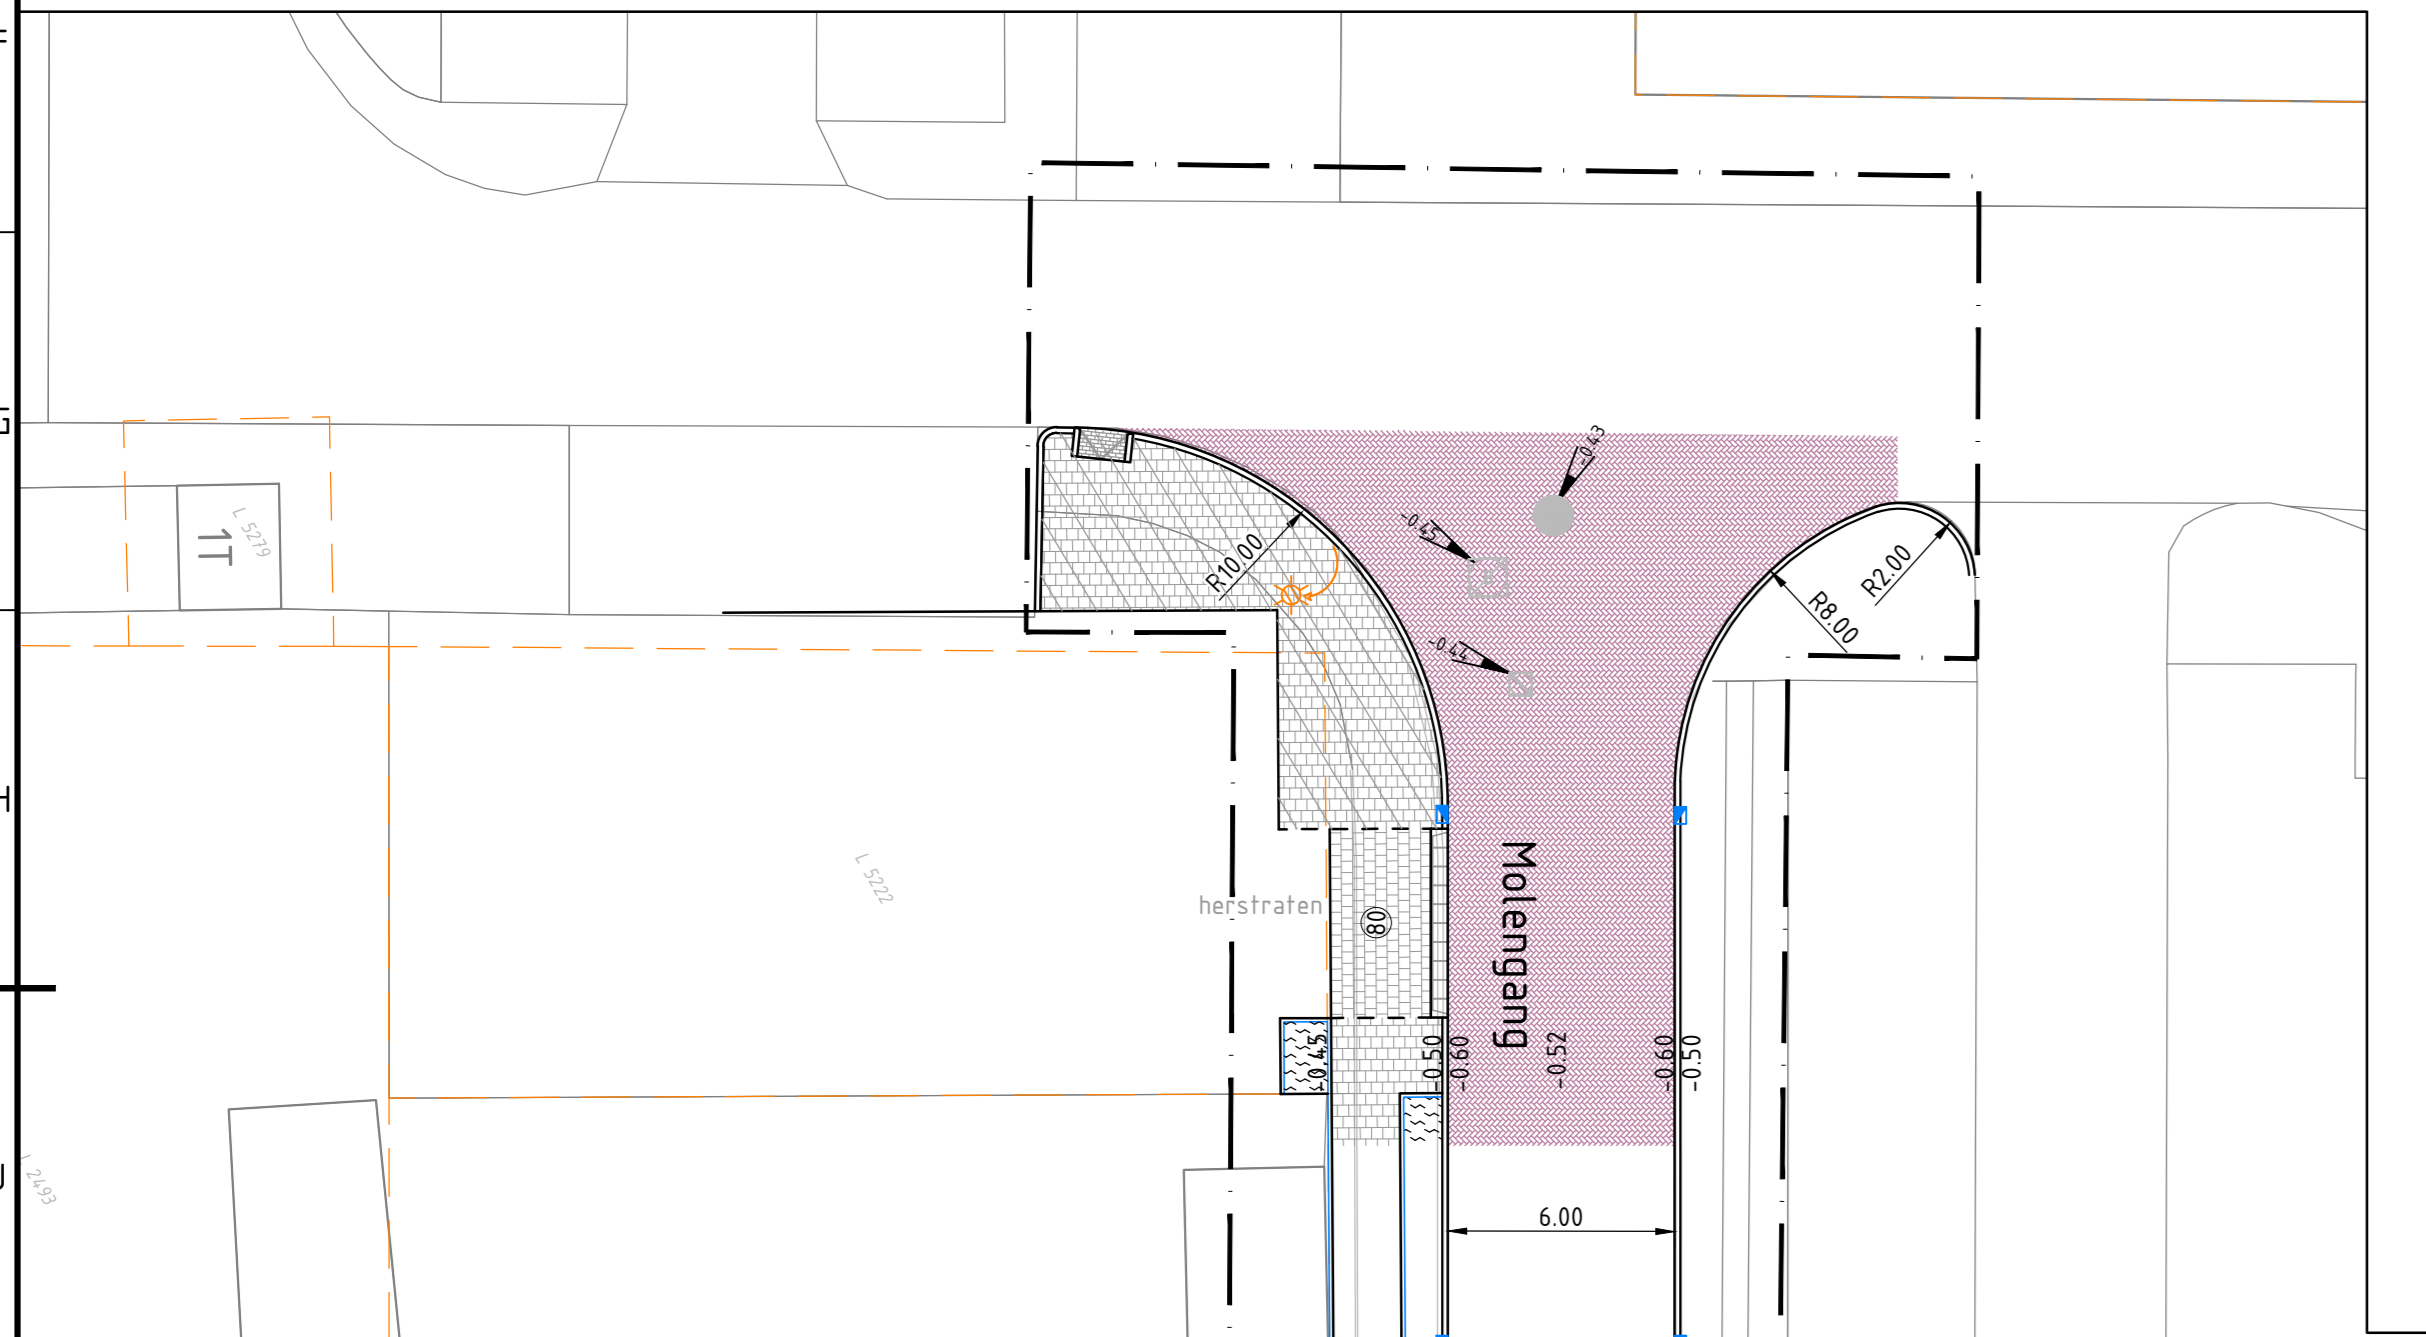 G
H
1T
L 5279
-0.43
-0.45
R10.00
R2.00
R8.00
-0.44
Molengang
L 5222
herstraten
80
-0.45
-0.50
-0.60
-0.52
-0.60
-0.50
L 2493
6.00